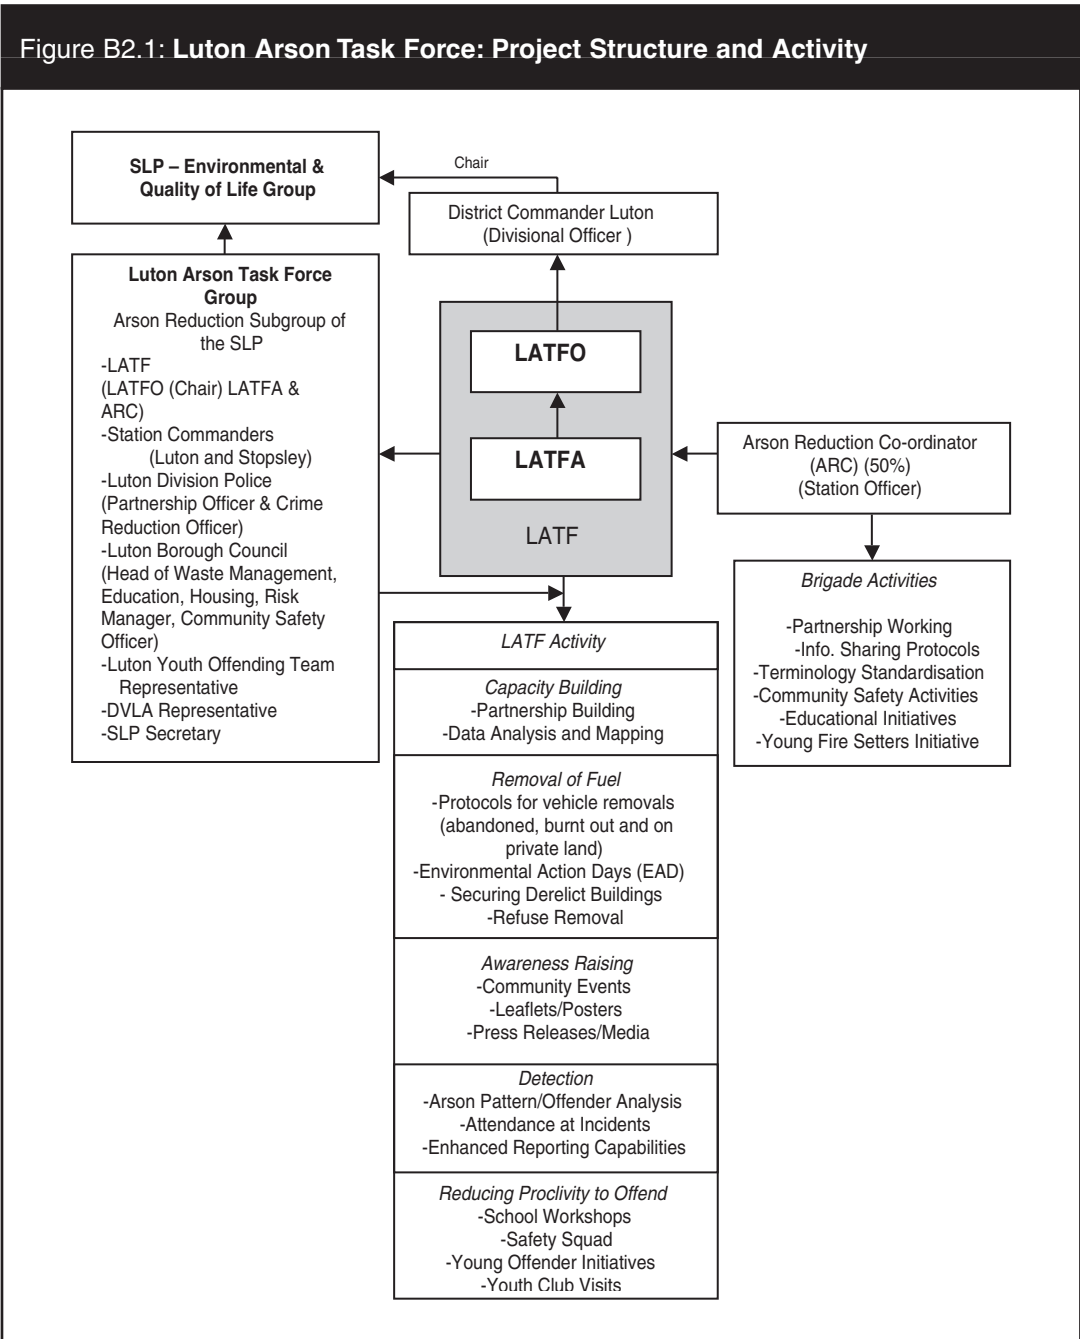 Figure B2.1: Luton Arson Task Force: Project Structure and Activity
SLP – Environmental &
Quality of Life Group
Chair
District Commander Luton
(Divisional Officer )
Luton Arson Task Force
Group
Arson Reduction Subgroup of
the SLP
-LATF
(LATFO (Chair) LATFA &
ARC)
-Station Commanders
(Luton and Stopsley)
-Luton Division Police
(Partnership Officer & Crime
Reduction Officer)
-Luton Borough Council
(Head of Waste Management,
Education, Housing, Risk
Manager, Community Safety
Officer)
-Luton Youth Offending Team
Representative
-DVLA Representative
-SLP Secretary
LATFO
LATFA
LATF
Arson Reduction Co-ordinator
(ARC) (50%)
(Station Officer)
Brigade Activities
-Partnership Working
-Info. Sharing Protocols
-Terminology Standardisation
-Community Safety Activities
-Educational Initiatives
-Young Fire Setters Initiative
LATF Activity
Capacity Building
-Partnership Building
-Data Analysis and Mapping
Removal of Fuel
-Protocols for vehicle removals
(abandoned, burnt out and on
private land)
-Environmental Action Days (EAD)
- Securing Derelict Buildings
-Refuse Removal
Awareness Raising
-Community Events
-Leaflets/Posters
-Press Releases/Media
Detection
-Arson Pattern/Offender Analysis
-Attendance at Incidents
-Enhanced Reporting Capabilities
Reducing Proclivity to Offend
-School Workshops
-Safety Squad
-Young Offender Initiatives
-Youth Club Visits